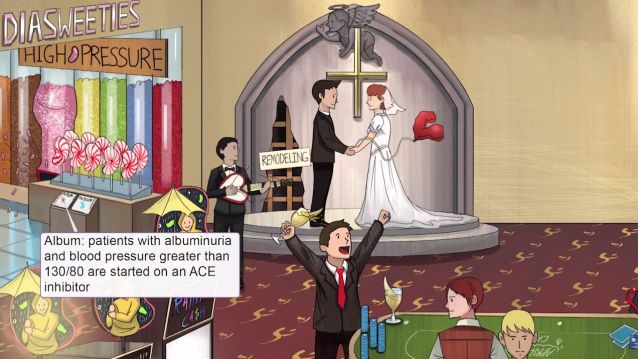 DIASWEETIES
HIGH PRESSURE
REMODELING
Album: patients with albuminuria
and blood pressure greater than
130/80 are started on an ACE
inhibitor